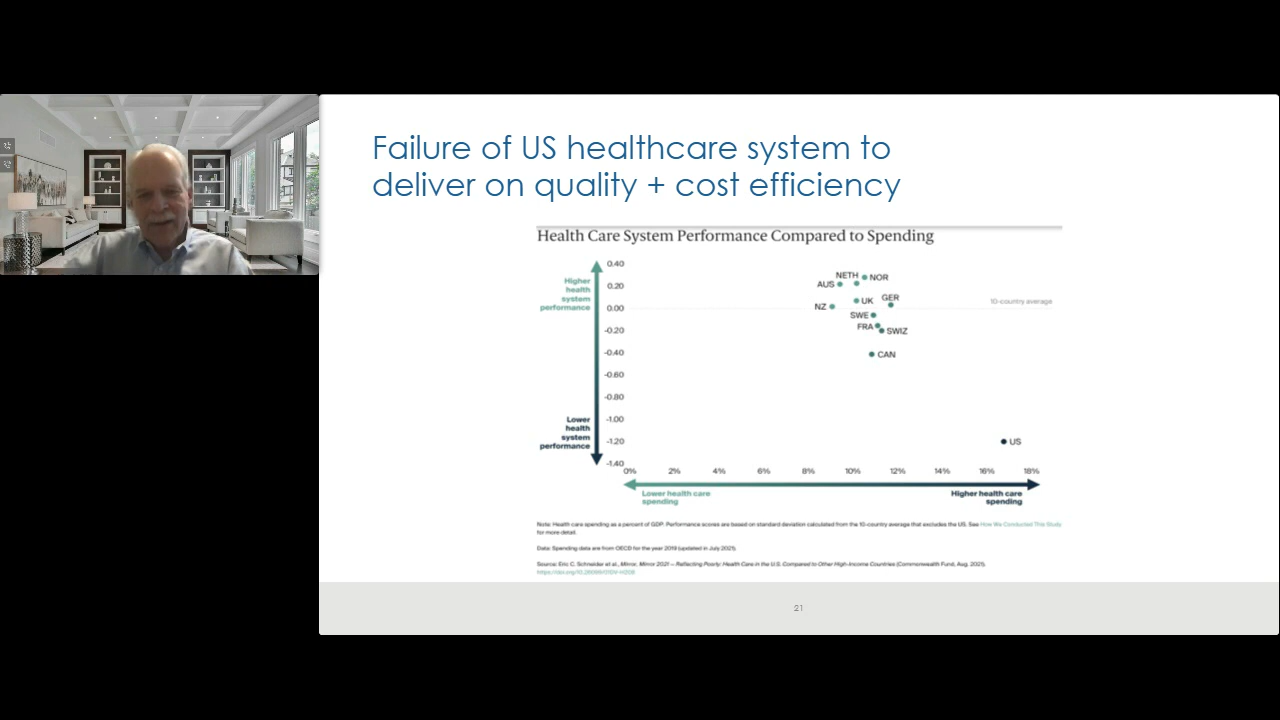 Failure of US healthcare system to
deliver on quality + cost efficiency
Health Care System Performance Compared to Spending
Higher
health
system
performance
Lower
health
system
performance
0.40
0.20
0.00
-0.20
-0.40
-0.60
-0.80
-1.00
-1.20
-1.40
NETH
NOR
AUS
UK
GER
NZ
SWE
FRA
SWIZ
CAN
US
10-country average
0%
2%
4%
6%
8%
10%
12%
14%
16%
18%
Lower health care
spending
Higher health care
spending
Note: Health care spending as a percent of GDP. Performance scores are based on standard deviation calculated from the 10-country average that excludes the US. See How We Conducted This Study
for more detail.
Data: Spending data are from OECD for the year 2019 (updated in July 2021).
Source: Eric C. Schneider et al., Mirror, Mirror 2021 — Reflecting Poorly: Health Care in the U.S. Compared to Other High-Income Countries (Commonwealth Fund, Aug. 2021).
21